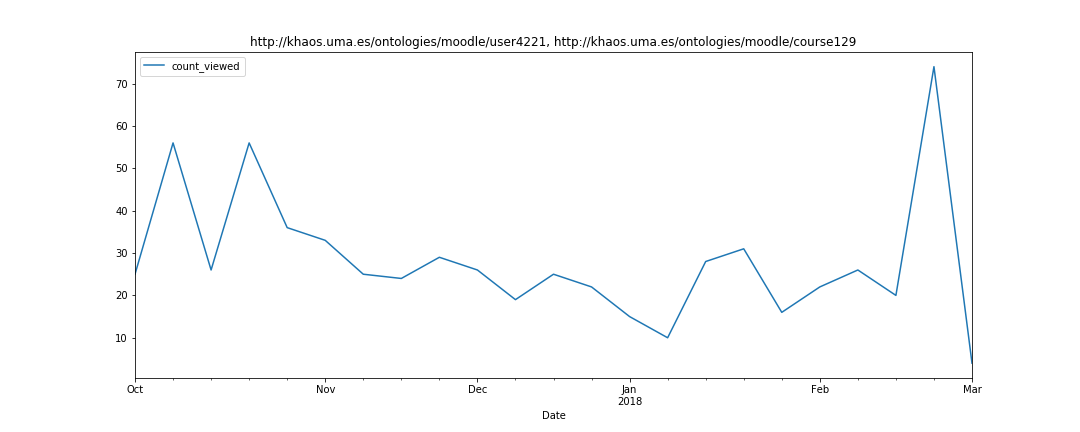 http://khaos.uma.es/ontologies/moodle/user4221, http://khaos.uma.es/ontologies/moodle/course129
count_viewed
70
60
50
40
30
20
10
Oct Nov Dec Jan Feb Mar
2018
Date